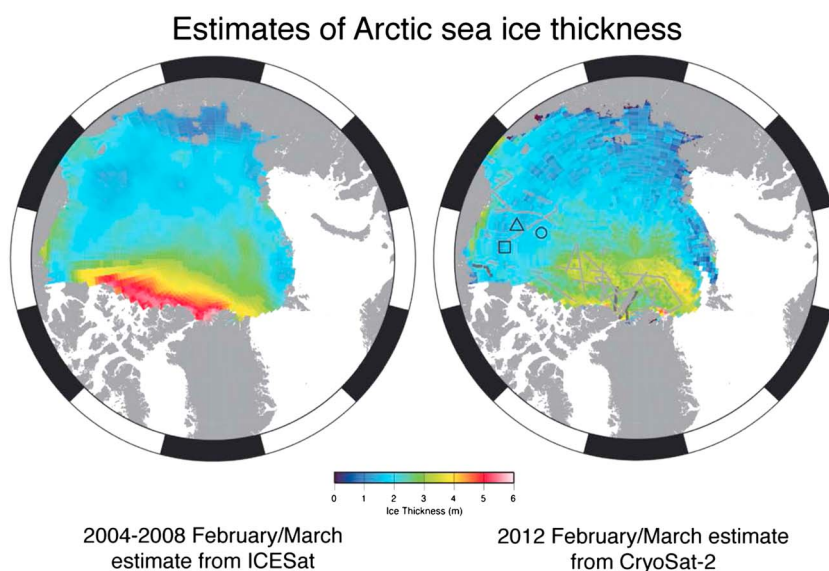 Estimates of Arctic sea ice thickness
0 1 2 3 4 5 6
Ice Thickness (m)
2004-2008 February/March
estimate from ICESat
2012 February/March estimate
from CryoSat-2